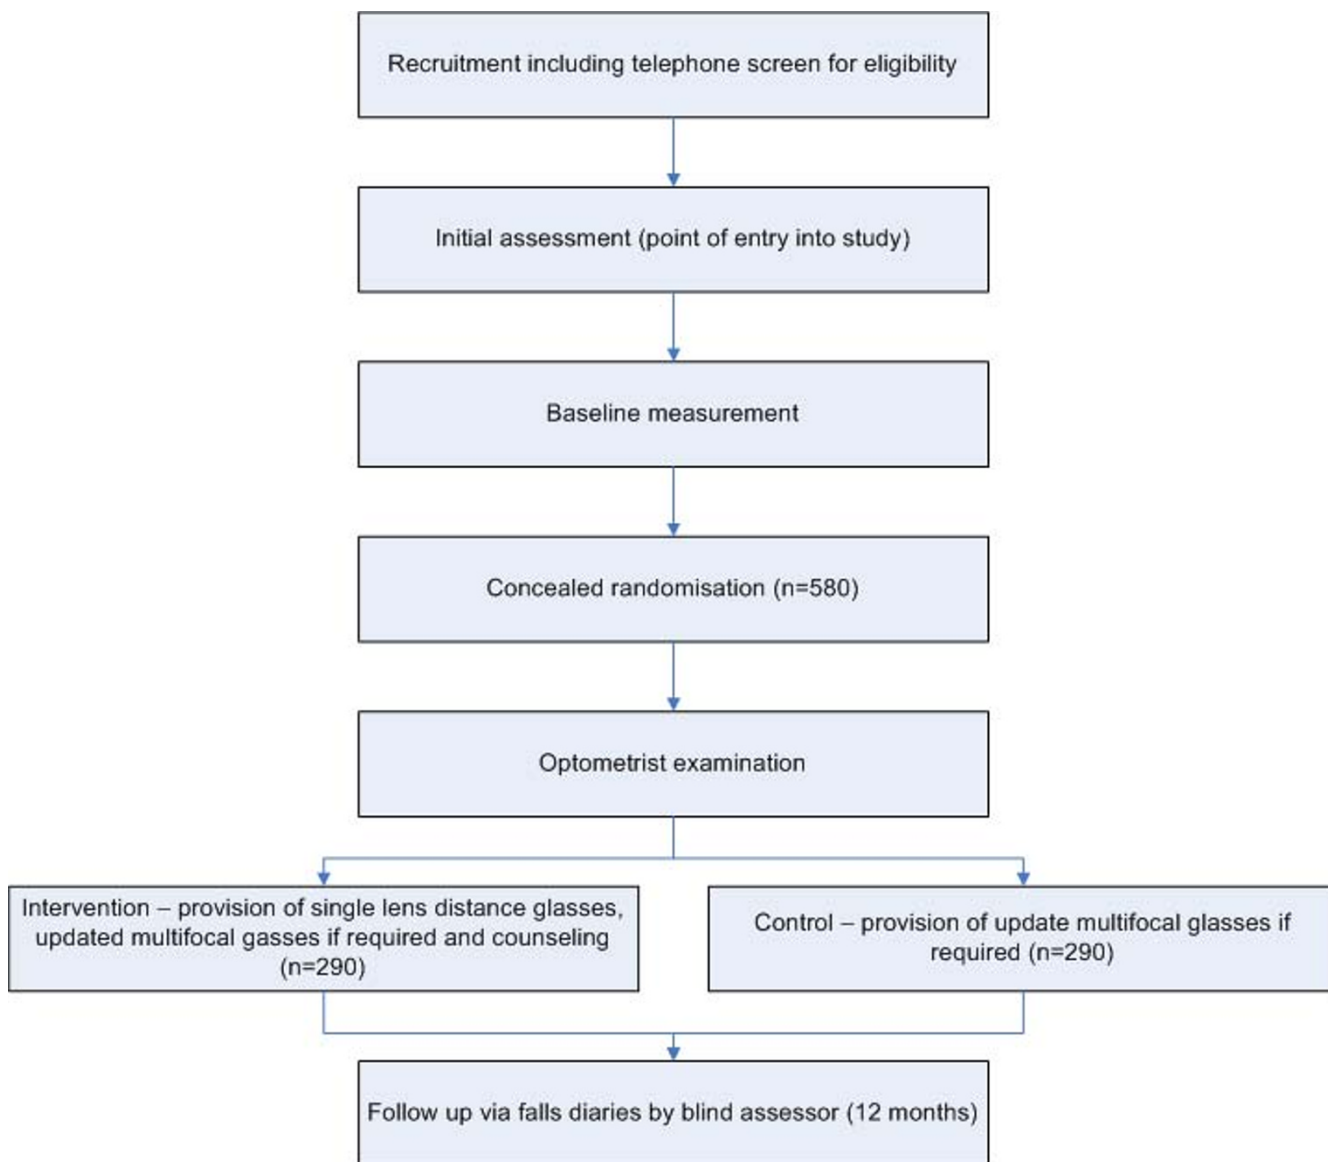 Recruitment including telephone screen for eligibility
Initial assessment (point of entry into study)
Baseline measurement
Concealed randomisation (n=580)
Optometrist examination
Intervention – provision of single lens distance glasses,
updated multifocal gasses if required and counseling
(n=290)
Control – provision of update multifocal glasses if
required (n=290)
Follow up via falls diaries by blind assessor (12 months)